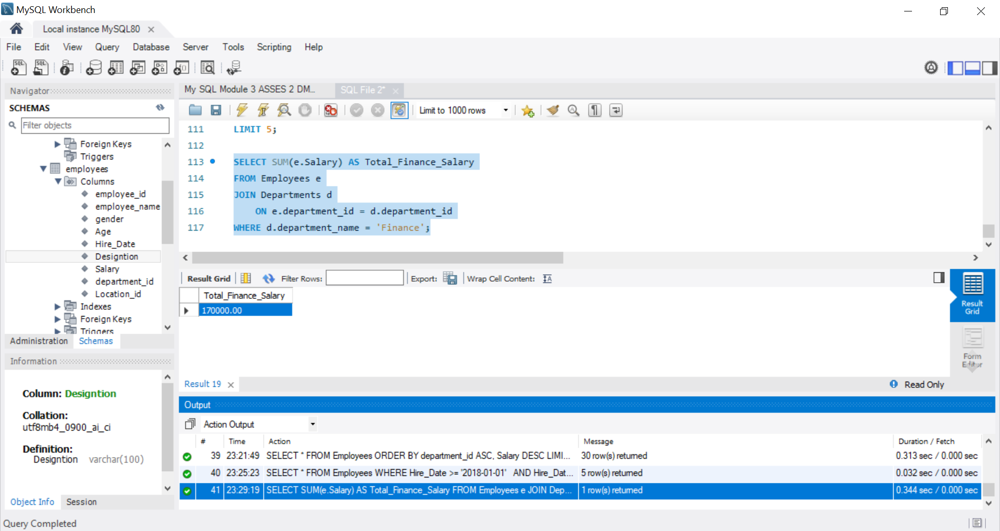 MySQL Workbench
Local instance MySQL80
File Edit View Query Database Server Tools Scripting Help
Navigator
SCHEMAS
Filter objects
Foreign Keys
Triggers
employees
Columns
employee_id
employee_name
gender
Age
Hire_Date
Designtion
Salary
department_id
Location_id
Indexes
Foreign Keys
Triggers
Administration Schemas
Information
Column: Designtion
Collation:
utf8mb4_0900_ai_ci
Definition:
Designtion varchar(100)
Object Info Session
Query Completed
My SQL Module 3 ASSES 2 DM... SQL File 2*
Limit to 1000 rows
111 LIMIT 5;
112
113 SELECT SUM(e.Salary) AS Total_Finance_Salary
114 FROM Employees e
115 JOIN Departments d
116 ON e.department_id = d.department_id
117 WHERE d.department_name = 'Finance';
Result Grid Filter Rows: Export: Wrap Cell Content:
Total_Finance_Salary
170000.00
Result Grid
Form Editor
Result 19
Read Only
Output
Action Output
# Time Action Message Duration / Fetch
39 23:21:49 SELECT * FROM Employees ORDER BY department_id ASC, Salary DESC LIMI... 30 row(s) returned 0.313 sec / 0.000 sec
40 23:25:23 SELECT * FROM Employees WHERE Hire_Date >= '2018-01-01' AND Hire_Dat... 5 row(s) returned 0.032 sec / 0.000 sec
41 23:29:19 SELECT SUM(e.Salary) AS Total_Finance_Salary FROM Employees e JOIN Dep... 1 row(s) returned 0.344 sec / 0.000 sec